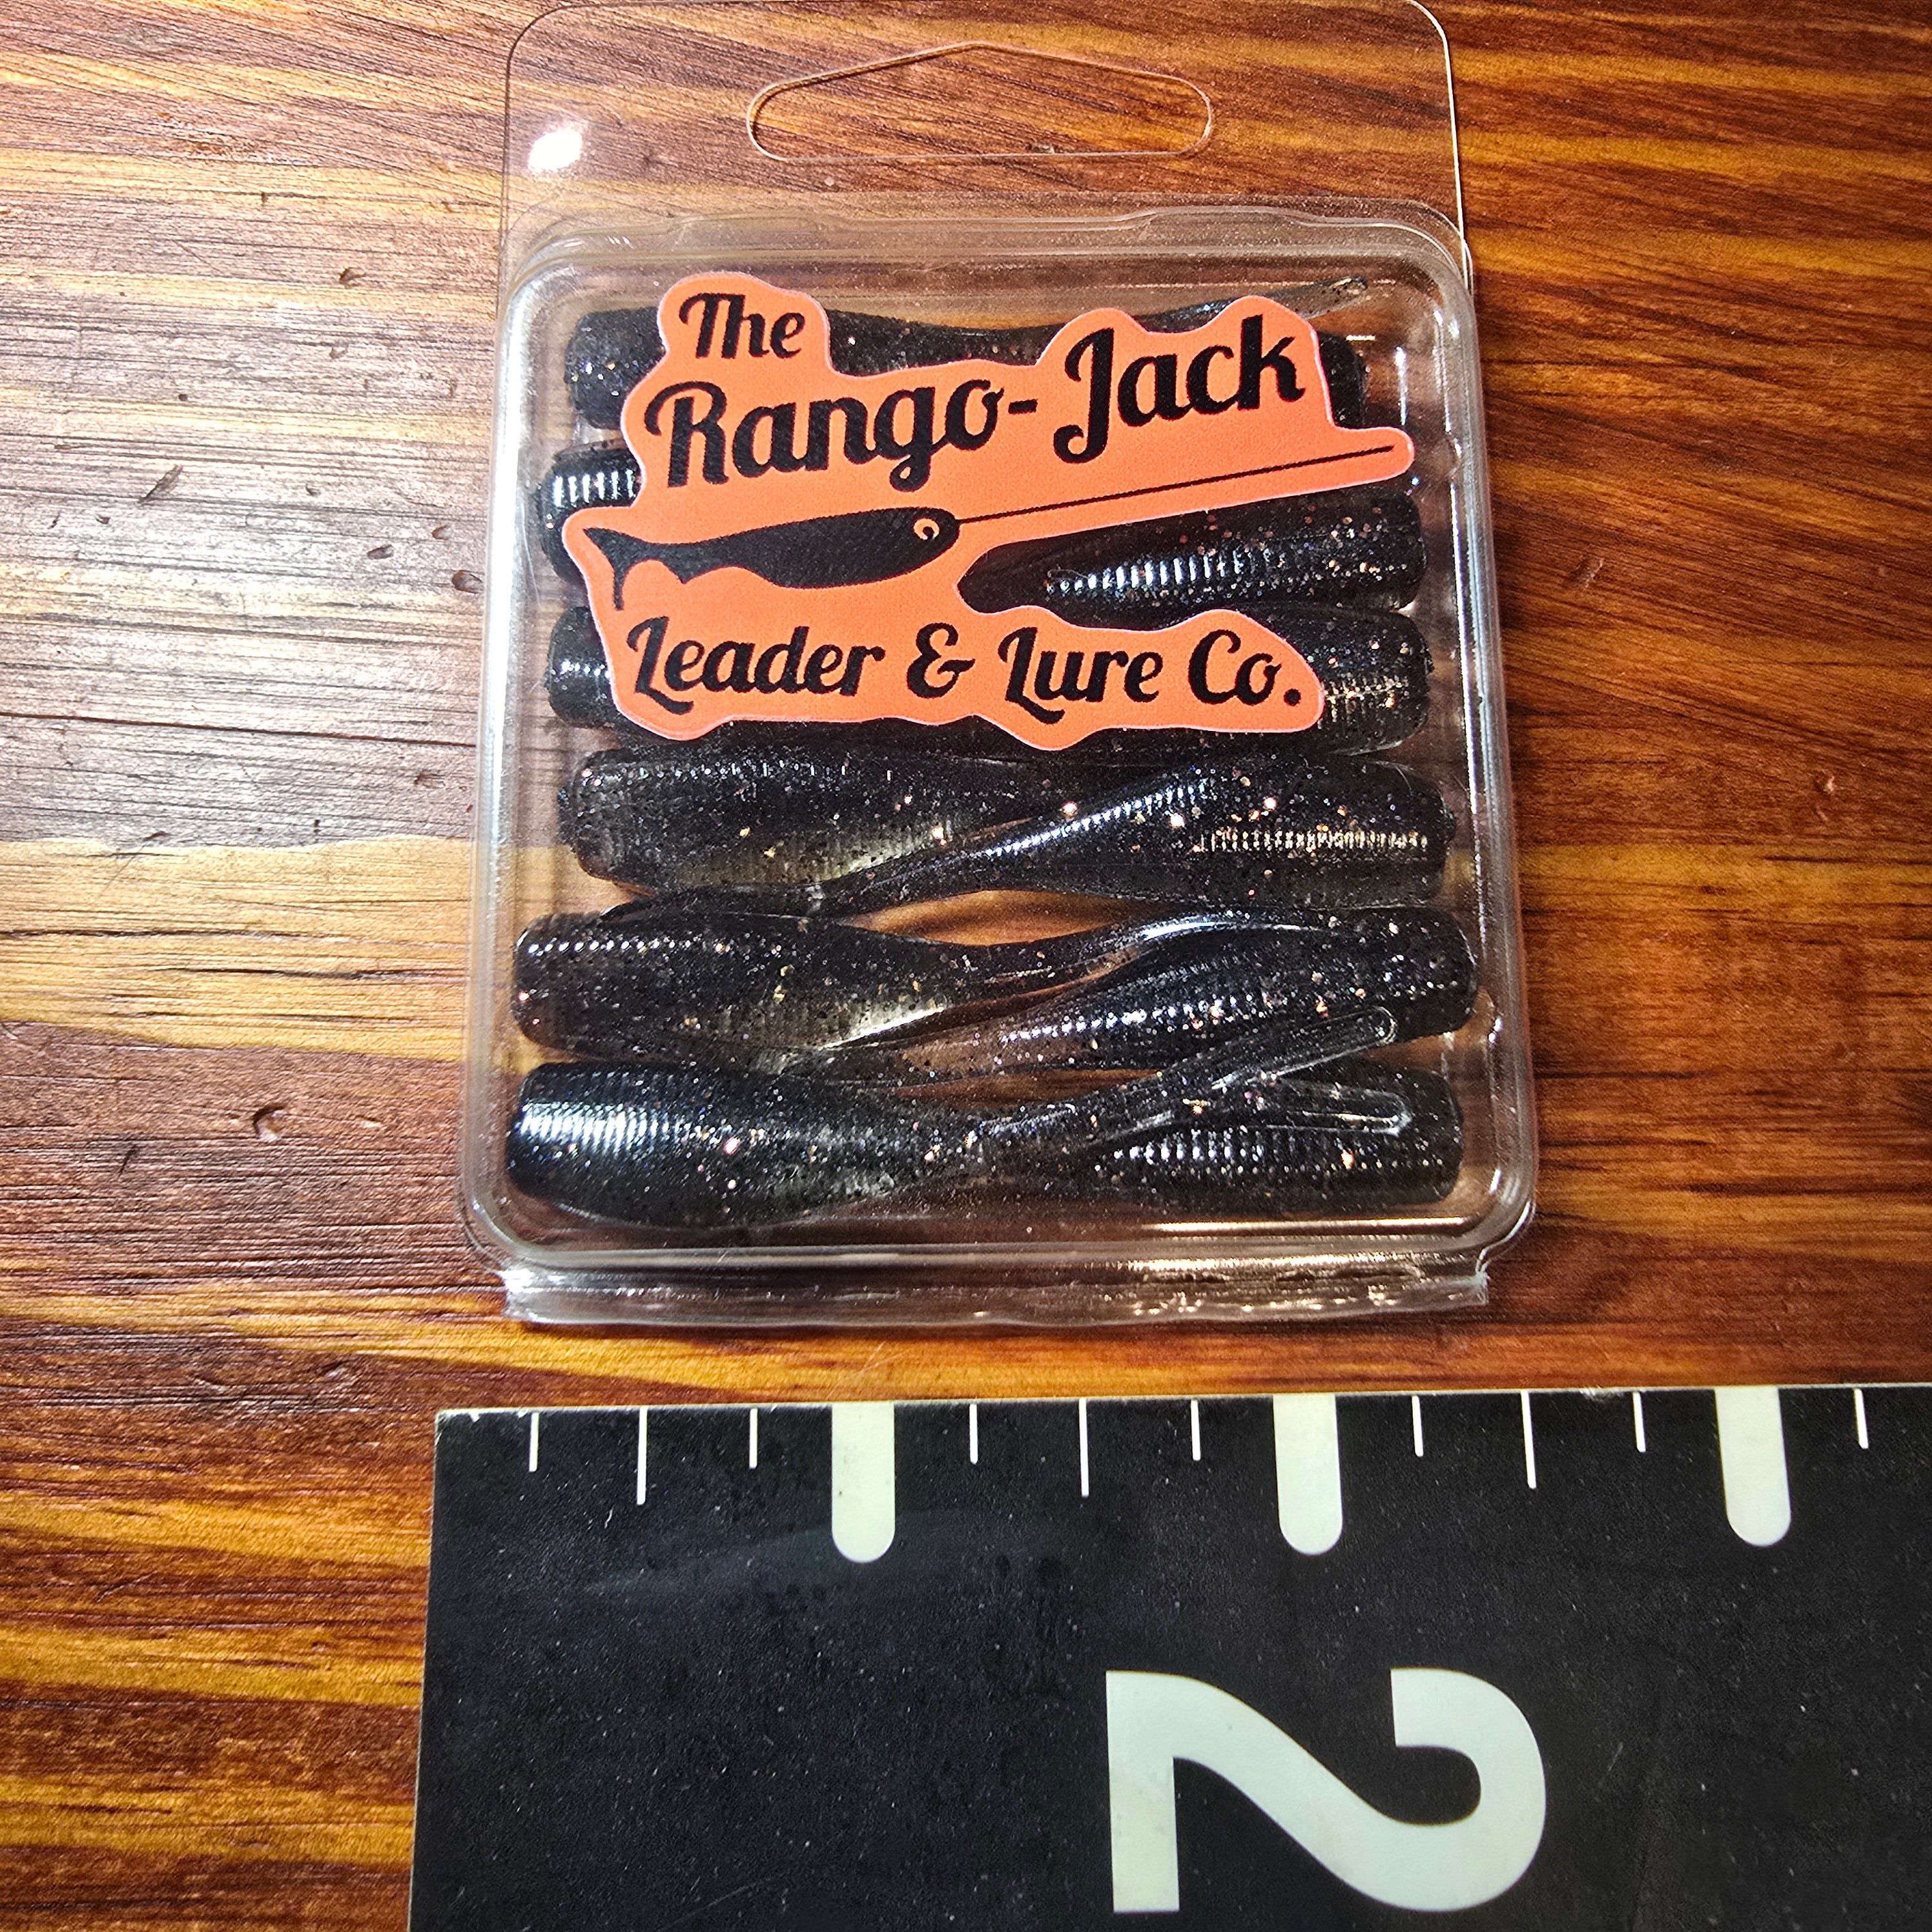 The
Rango-Jack
Leader & Lure Co.
2